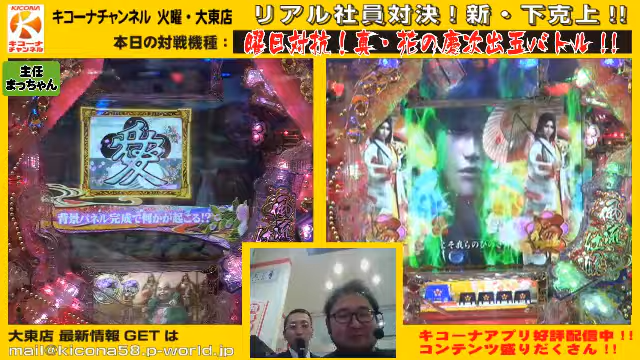 KICONA
キコーナ
チャンネル
キコーナチャンネル 火曜・大東店
リアル社員対決！新・下克上!!
本日の対戦機種：
曜日対抗！真・花の慶次出玉バトル!!
主任
まっちゃん
愛
背景パネル完成で何かが起こる!?
大東店 最新情報 GETは
mail@kicona58.p-world.jp
キコーナアプリ好評配信中!!
コンテンツ盛りだくさん!!